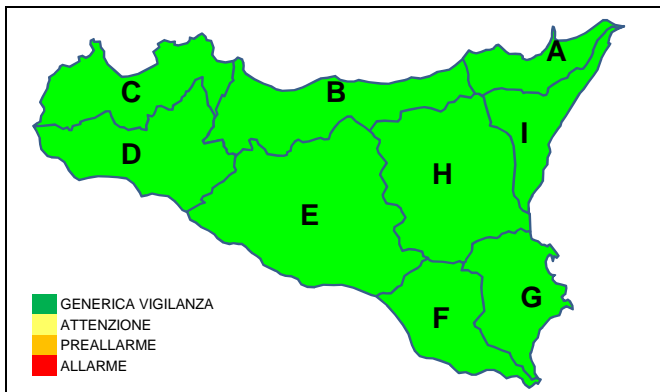 A
B
C
I
D
H
E
G
F
GENERICA VIGILANZA
ATTENZIONE
PREALLARME
ALLARME